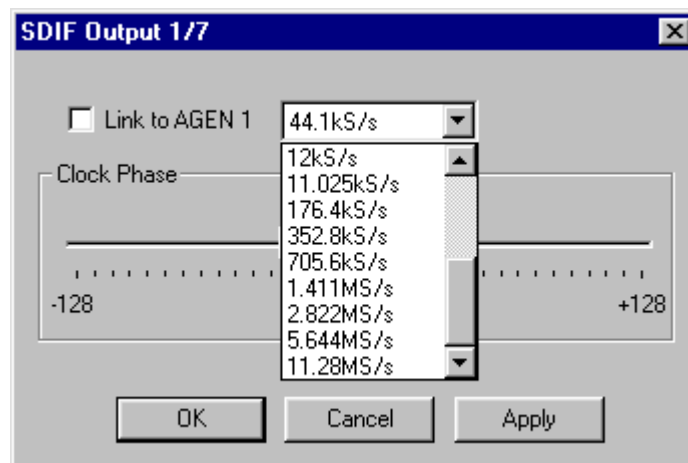 SDIF Output 1/7
Link to AGEN 1
44.1kS/s
12kS/s
11.025kS/s
176.4kS/s
352.8kS/s
705.6kS/s
1.411MS/s
2.822MS/s
5.644MS/s
11.28MS/s
Clock Phase
-128
+128
OK
Cancel
Apply